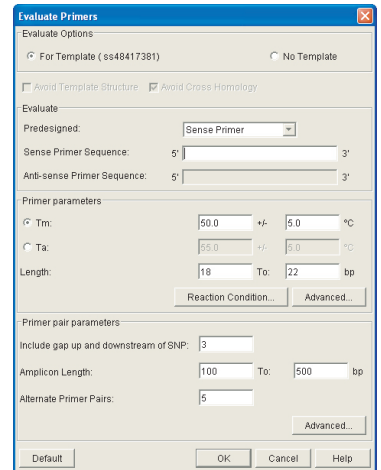 Evaluate Primers
Evaluate Options
For Template ( ss48417381) No Template
Avoid Template Structure Avoid Cross Homology
Evaluate
Predesigned: Sense Primer
Sense Primer Sequence: 5' 3'
Anti-sense Primer Sequence: 5' 3'
Primer parameters
Tm: 50.0 +/- 5.0 °C
Ta: 55.0 +/- 5.0 °C
Length: 18 To: 22 bp
Reaction Condition... Advanced...
Primer pair parameters
Include gap up and downstream of SNP: 3
Amplicon Length: 100 To: 500 bp
Alternate Primer Pairs: 5
Advanced...
Default OK Cancel Help